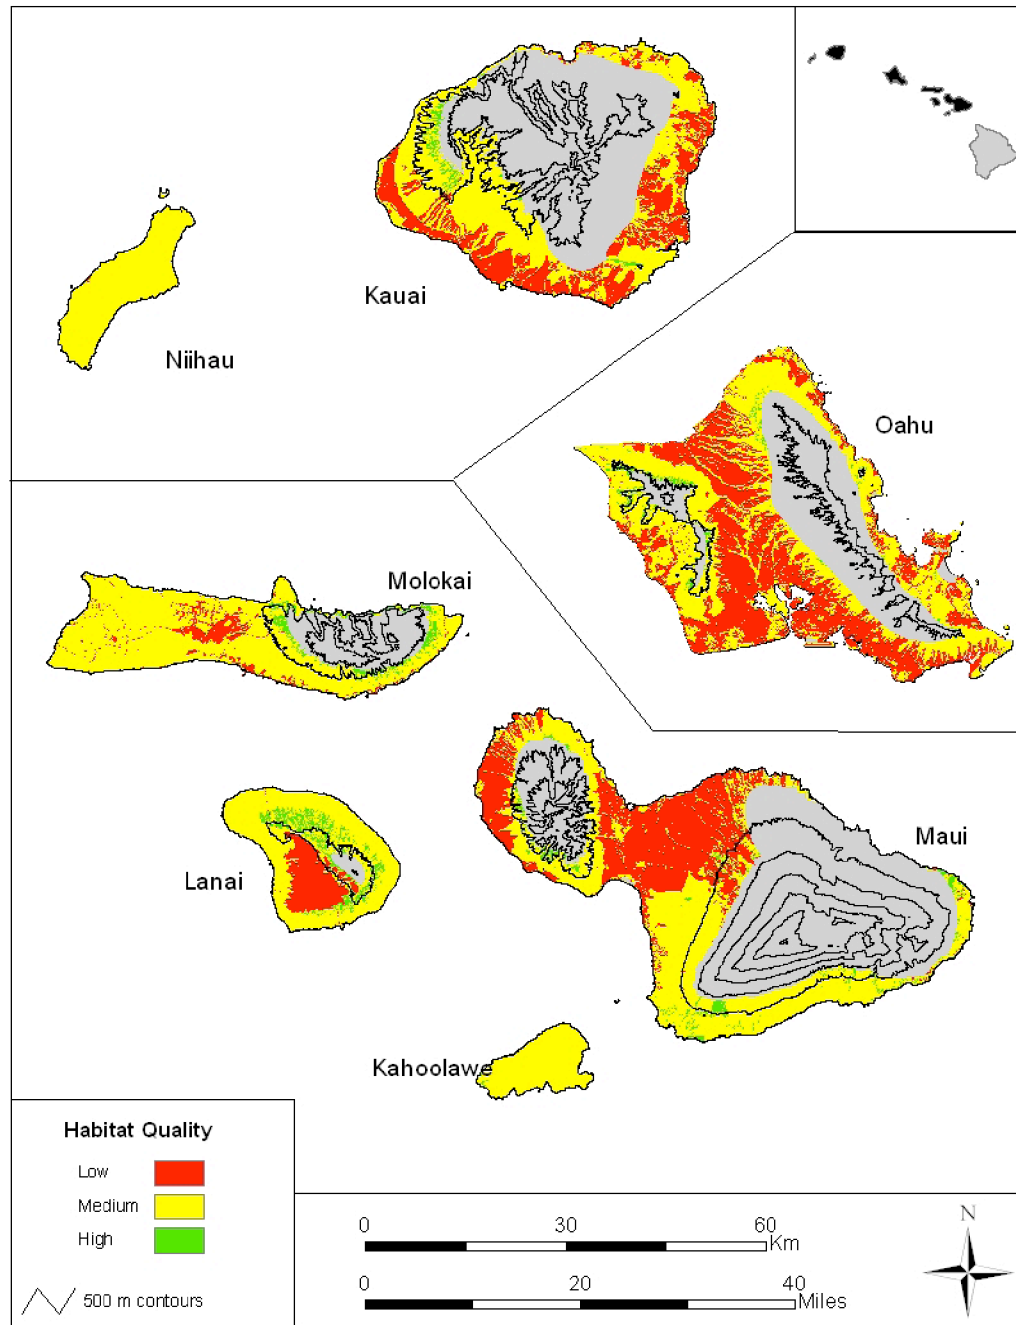 Kauai
Niihau
Oahu
Molokai
Maui
Lanai
Kahoolawe
Habitat Quality
Low
Medium
High
500 m contours
0 30 60
Km
0 20 40
Miles
N